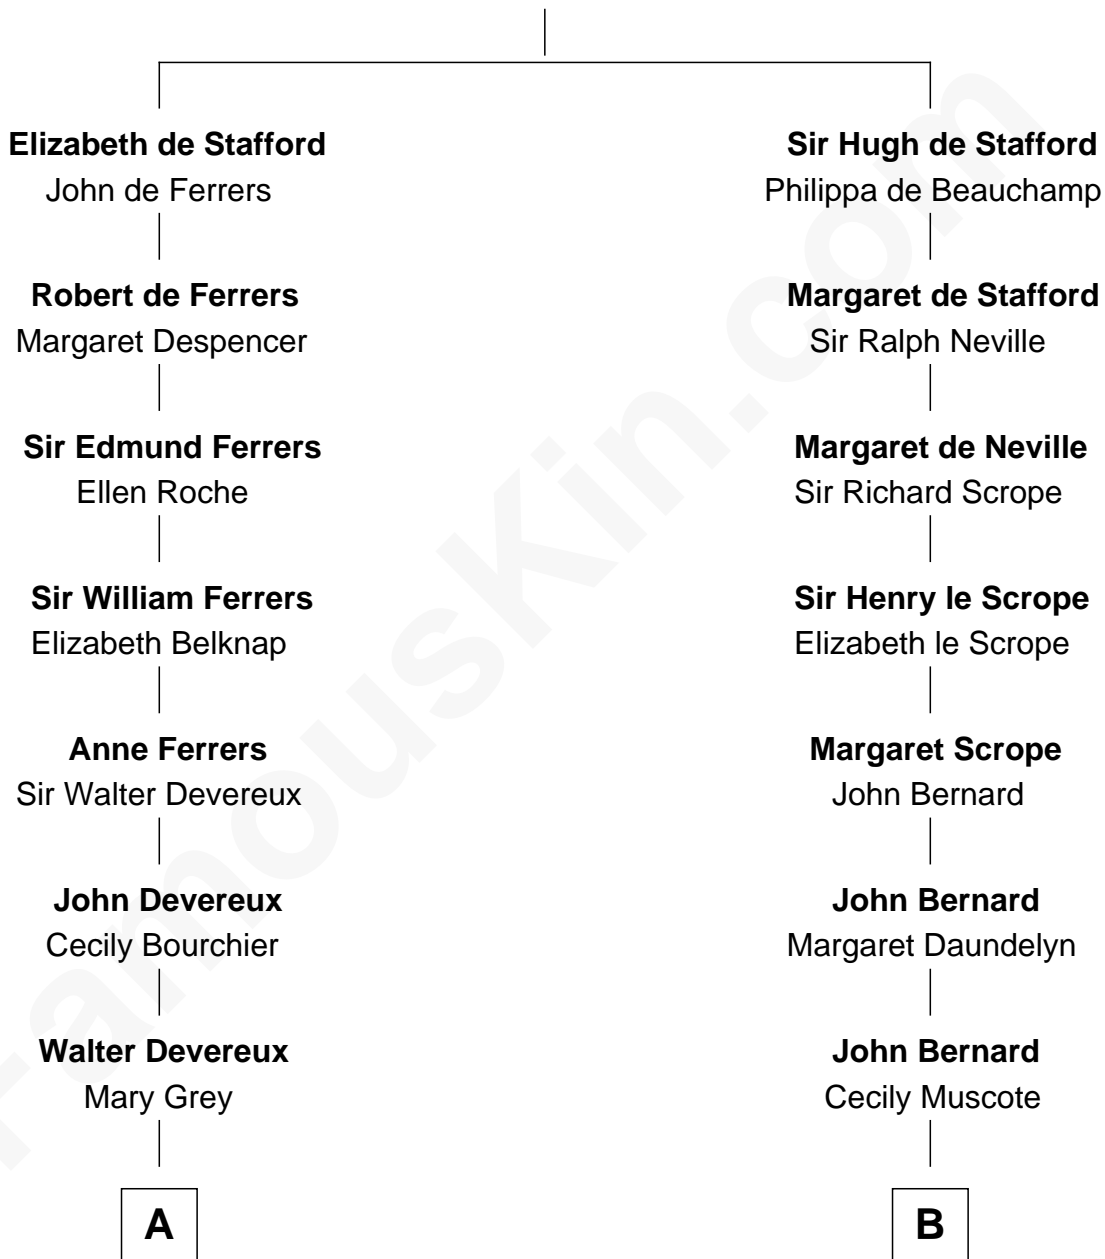 Elizabeth de Stafford
John de Ferrers
Robert de Ferrers
Margaret Despencer
Sir Edmund Ferrers
Ellen Roche
Sir William Ferrers
Elizabeth Belknap
Anne Ferrers
Sir Walter Devereux
John Devereux
Cecily Bourchier
Walter Devereux
Mary Grey
A
Sir Hugh de Stafford
Philippa de Beauchamp
Margaret de Stafford
Sir Ralph Neville
Margaret de Neville
Sir Richard Scrope
Sir Henry le Scrope
Elizabeth le Scrope
Margaret Scrope
John Bernard
John Bernard
Margaret Daundelyn
John Bernard
Cecily Muscote
B
FamousKin.com